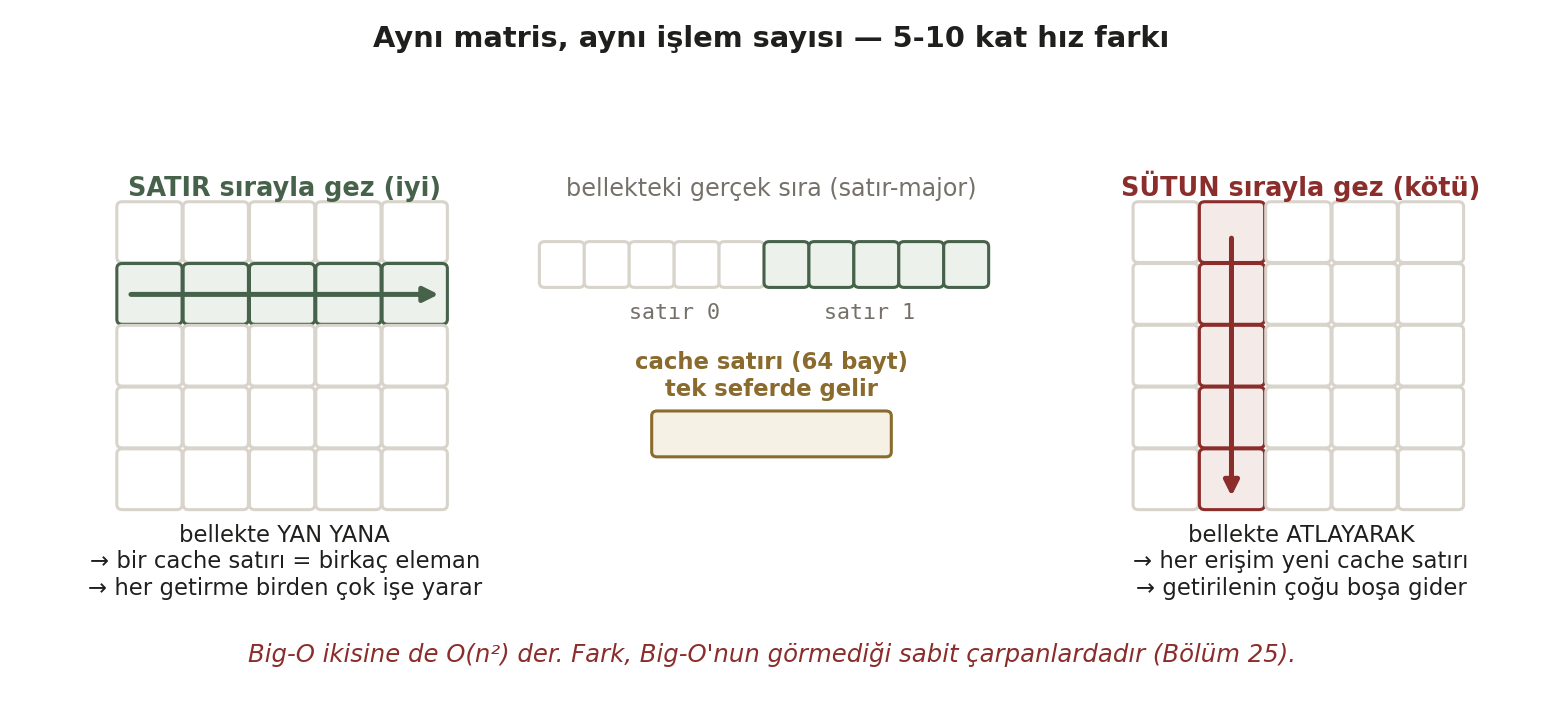 Aynı matris, aynı işlem sayısı — 5-10 kat hız farkı
SATIR sırayla gez (iyi)
bellekte YAN YANA
→ bir cache satırı = birkaç eleman
→ her getirme birden çok işe yarar
bellekteki gerçek sıra (satır-major)
satır 0
satır 1
cache satırı (64 bayt)
tek seferde gelir
SÜTUN sırayla gez (kötü)
bellekte ATLAYARAK
→ her erişim yeni cache satırı
→ getirilenin çoğu boşa gider
Big-O ikisine de O(n²) der. Fark, Big-O'nun görmediği sabit çarpanlardadır (Bölüm 25).